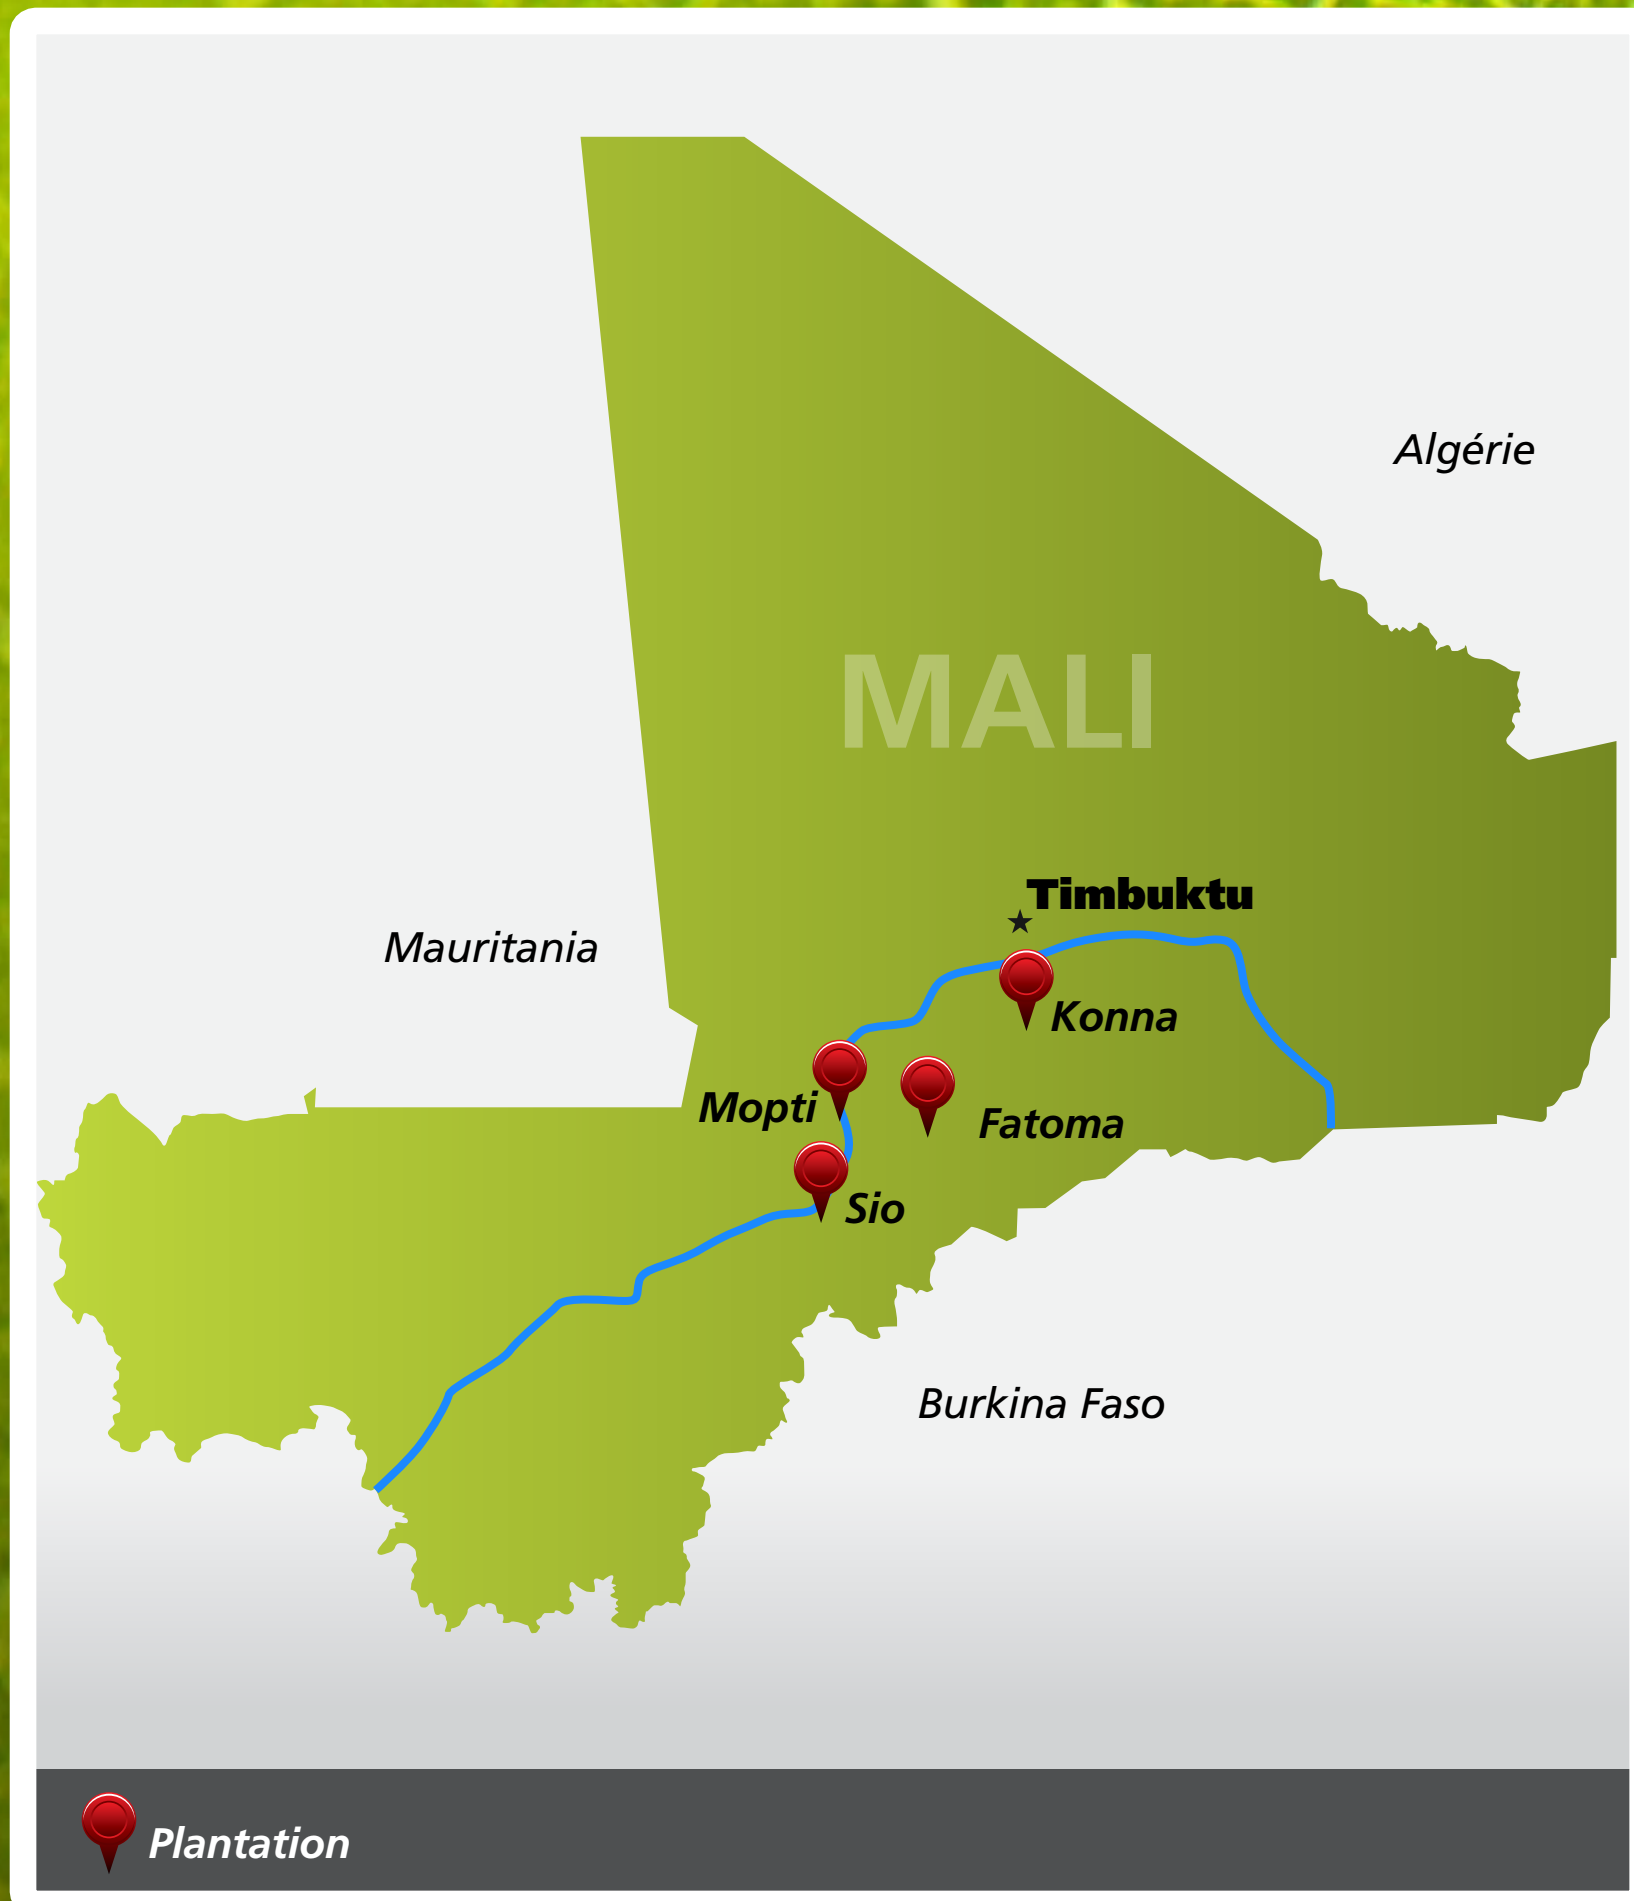 Algérie
MALI
Timbuktu
Mauritania
Konna
Mopti
Fatoma
Sio
Burkina Faso
Plantation